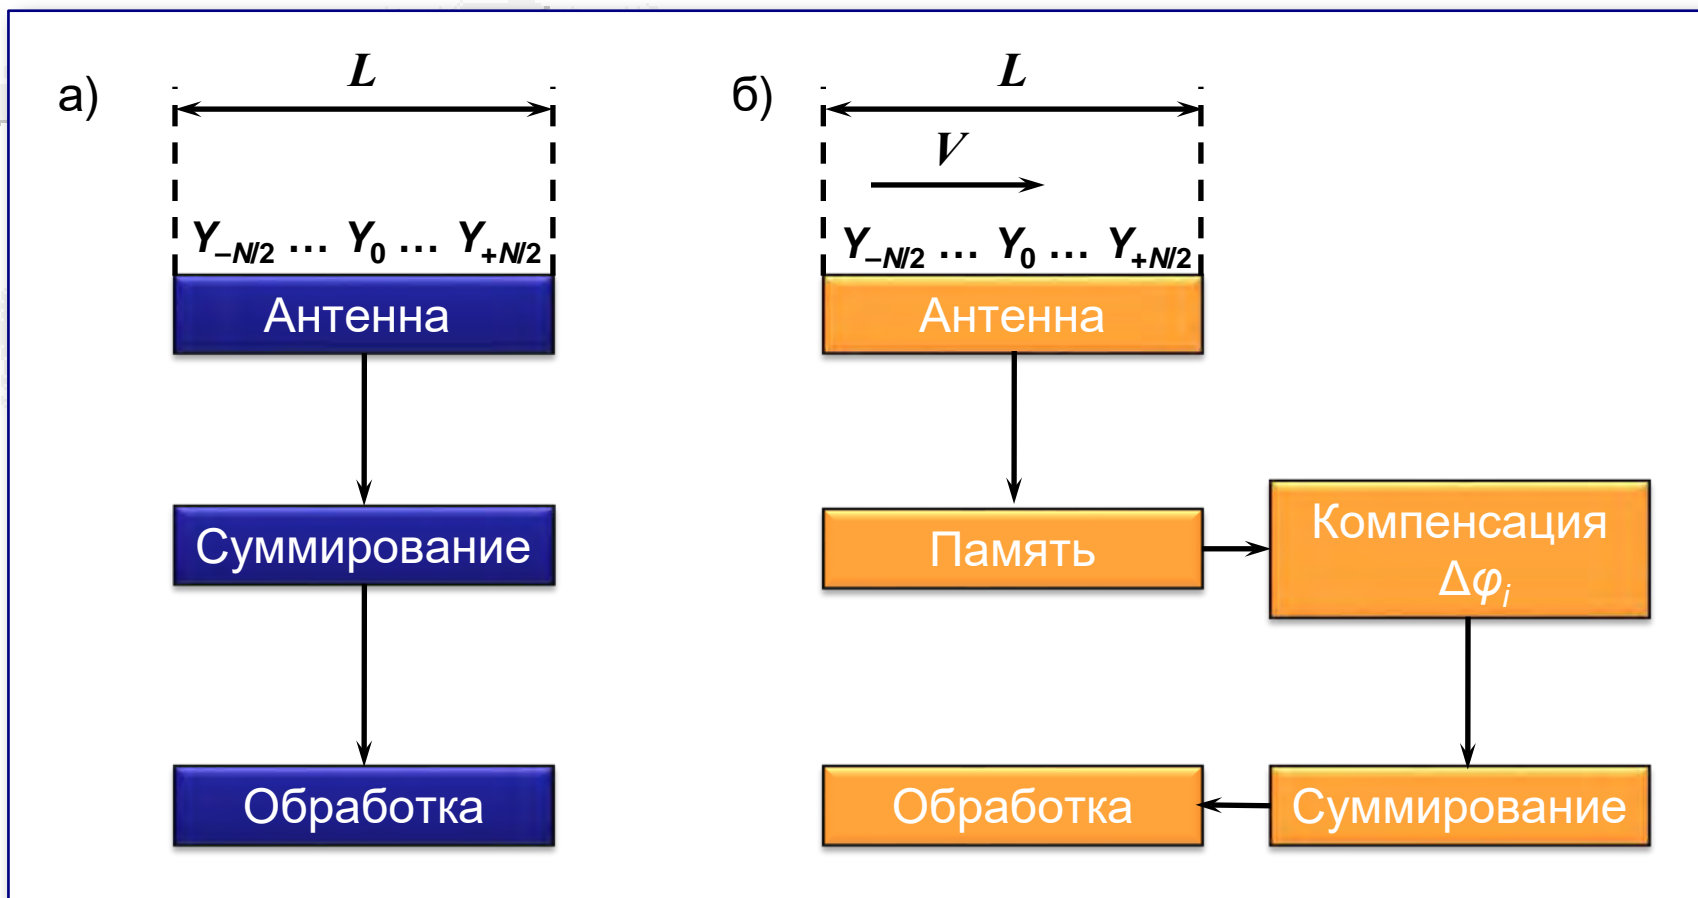 а)
L
Y–N/2 ... Y0 ... Y+N/2
Антенна
Суммирование
Обработка
б)
L
V
Y–N/2 ... Y0 ... Y+N/2
Антенна
Память
Компенсация
Δφi
Суммирование
Обработка